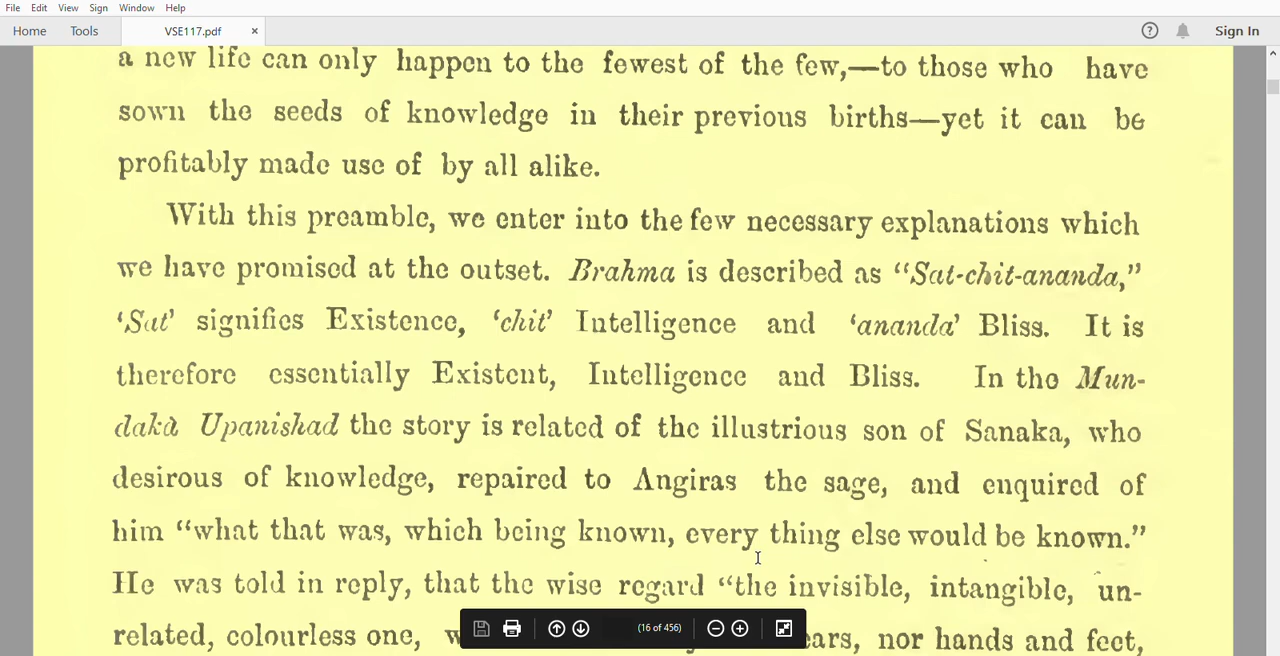 File Edit View Sign Window Help
Home Tools VSE117.pdf × Sign In
a new life can only happen to the fewest of the few,—to those who have
sown the seeds of knowledge in their previous births—yet it can be
profitably made use of by all alike.
With this preamble, we enter into the few necessary explanations which
we have promised at the outset. Brahma is described as “Sat-chit-ananda,”
‘Sat’ signifies Existence, ‘chit’ Intelligence and ‘ananda’ Bliss. It is
therefore essentially Existent, Intelligence and Bliss. In the Mun-
dakà Upanishad the story is related of the illustrious son of Sanaka, who
desirous of knowledge, repaired to Angiras the sage, and enquired of
him “what that was, which being known, every thing else would be known.”
He was told in reply, that the wise regard “the invisible, intangible, un-
related, colourless one, ears, nor hands and feet,
(16 of 456)